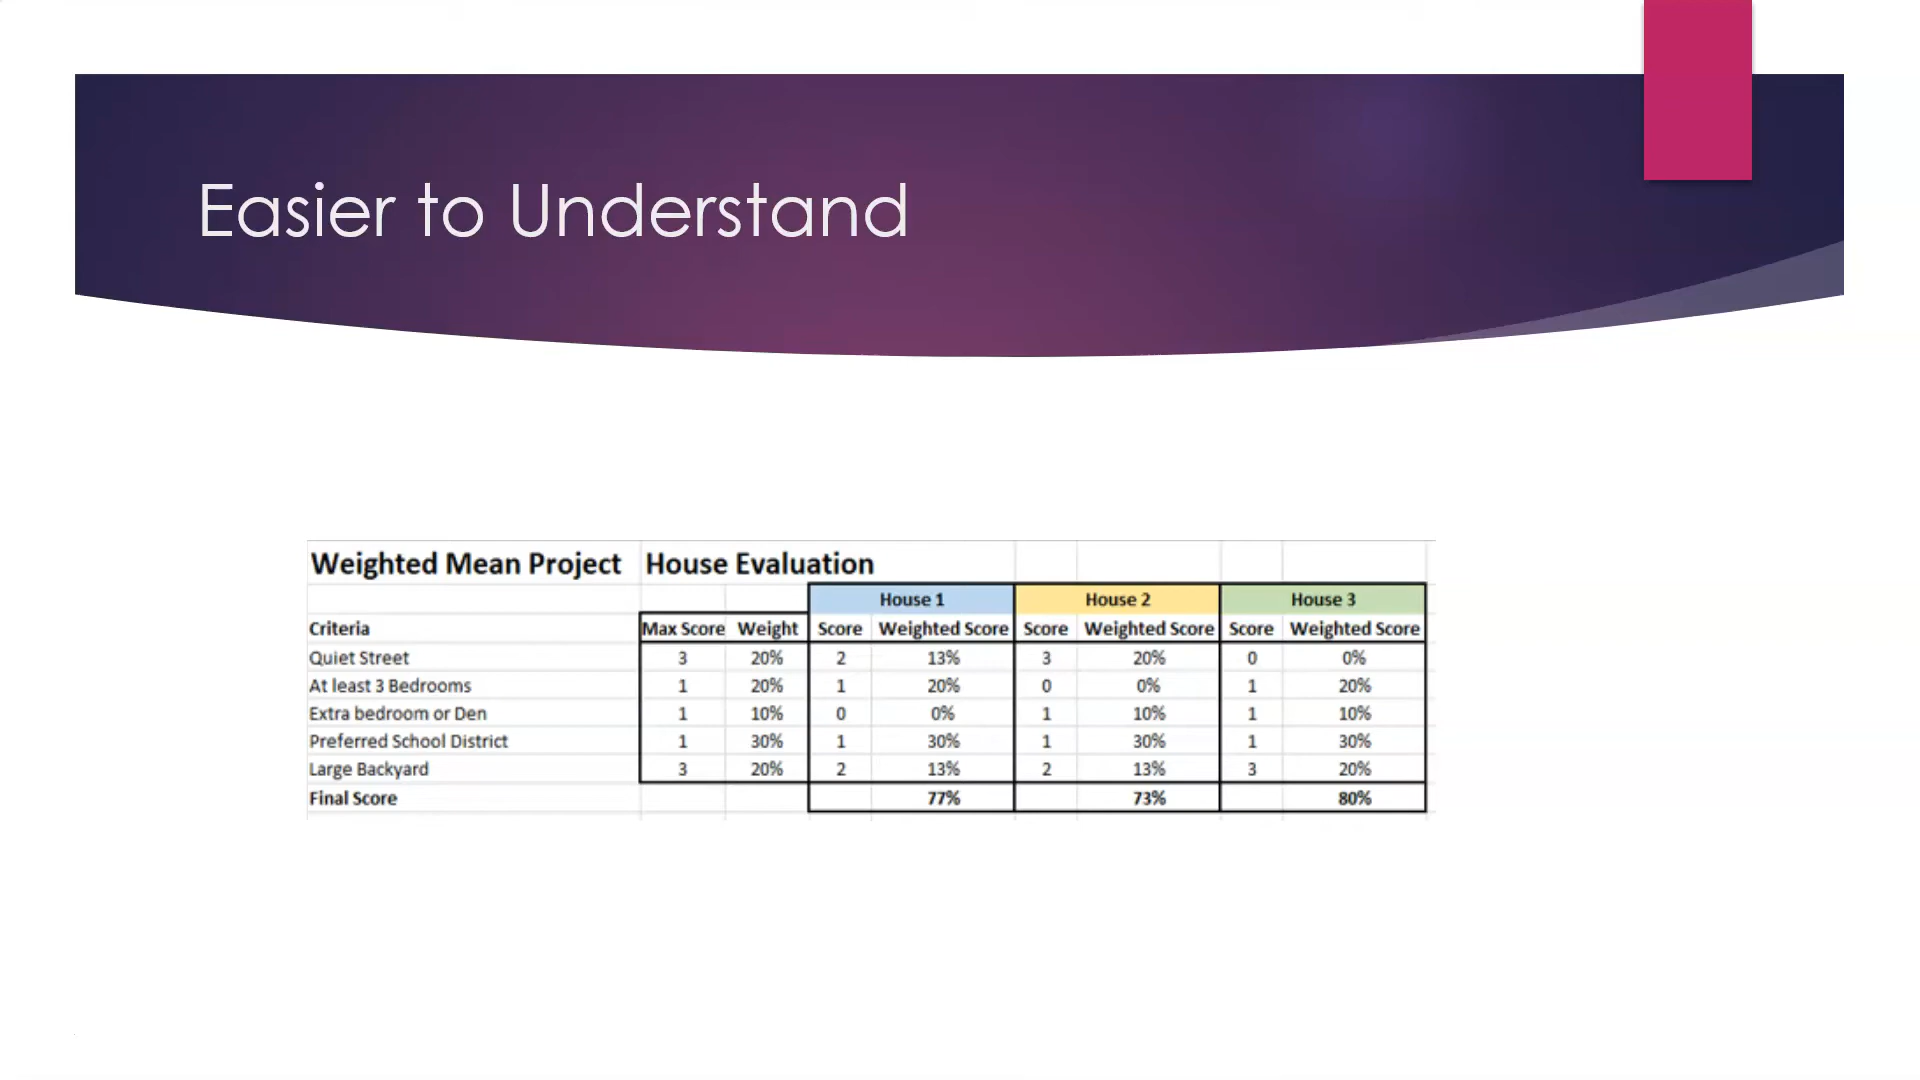 Easier to Understand
Weighted Mean Project House Evaluation
House 1 House 2 House 3
Criteria Max Score Weight Score Weighted Score Score Weighted Score Score Weighted Score
Quiet Street 3 20% 2 13% 3 20% 0 0%
At least 3 Bedrooms 1 20% 1 20% 0 0% 1 20%
Extra bedroom or Den 1 10% 0 0% 1 10% 1 10%
Preferred School District 1 30% 1 30% 1 30% 1 30%
Large Backyard 3 20% 2 13% 2 13% 3 20%
Final Score 77% 73% 80%